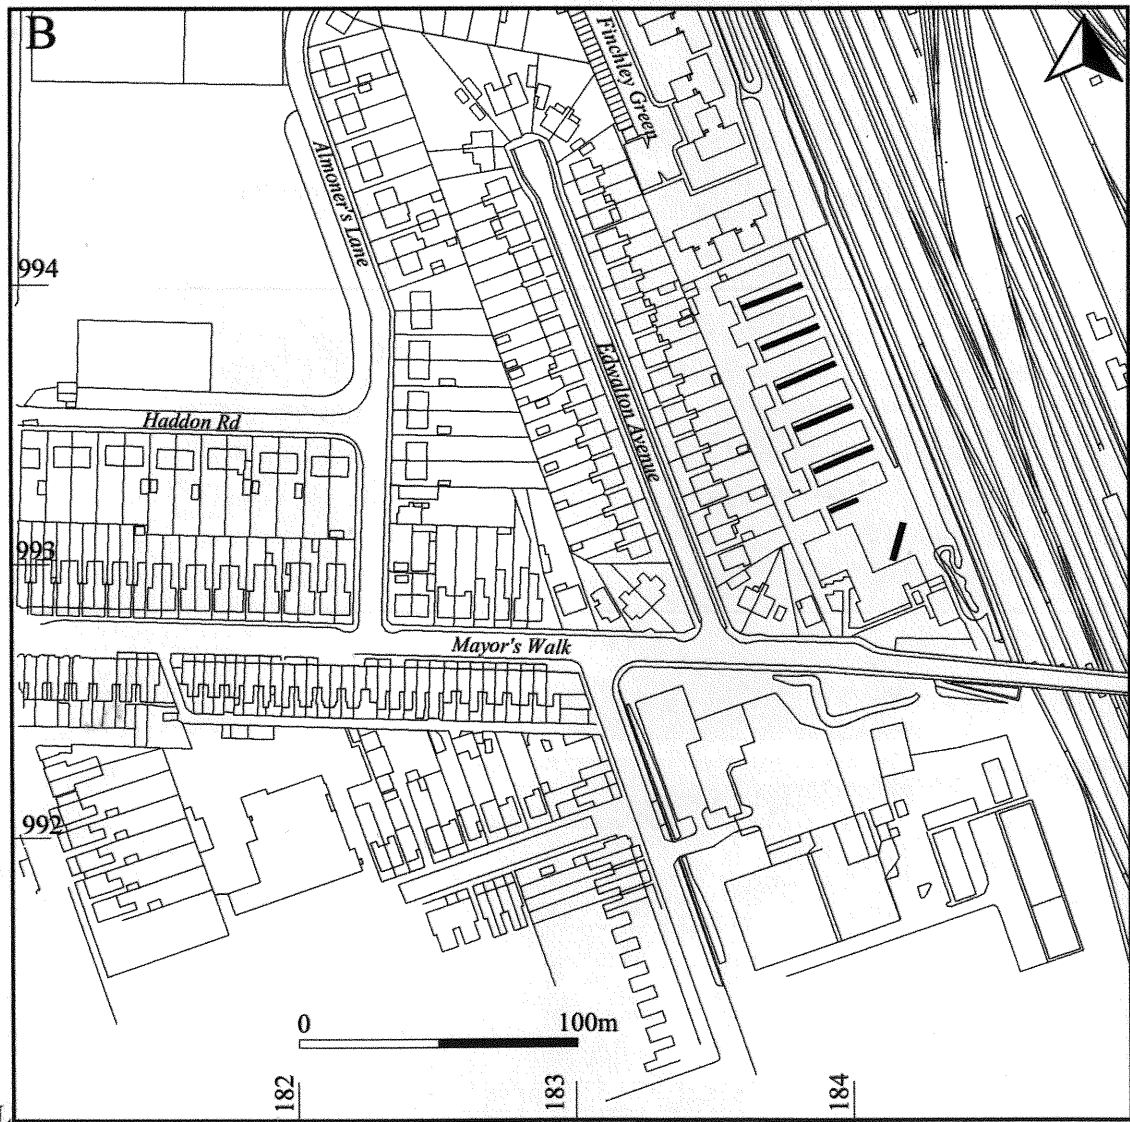 B
Finchley Green
Almoner's Lane
994
Edwalton Avenue
Haddon Rd
993
Mayor's Walk
992
0 100m
182
183
184